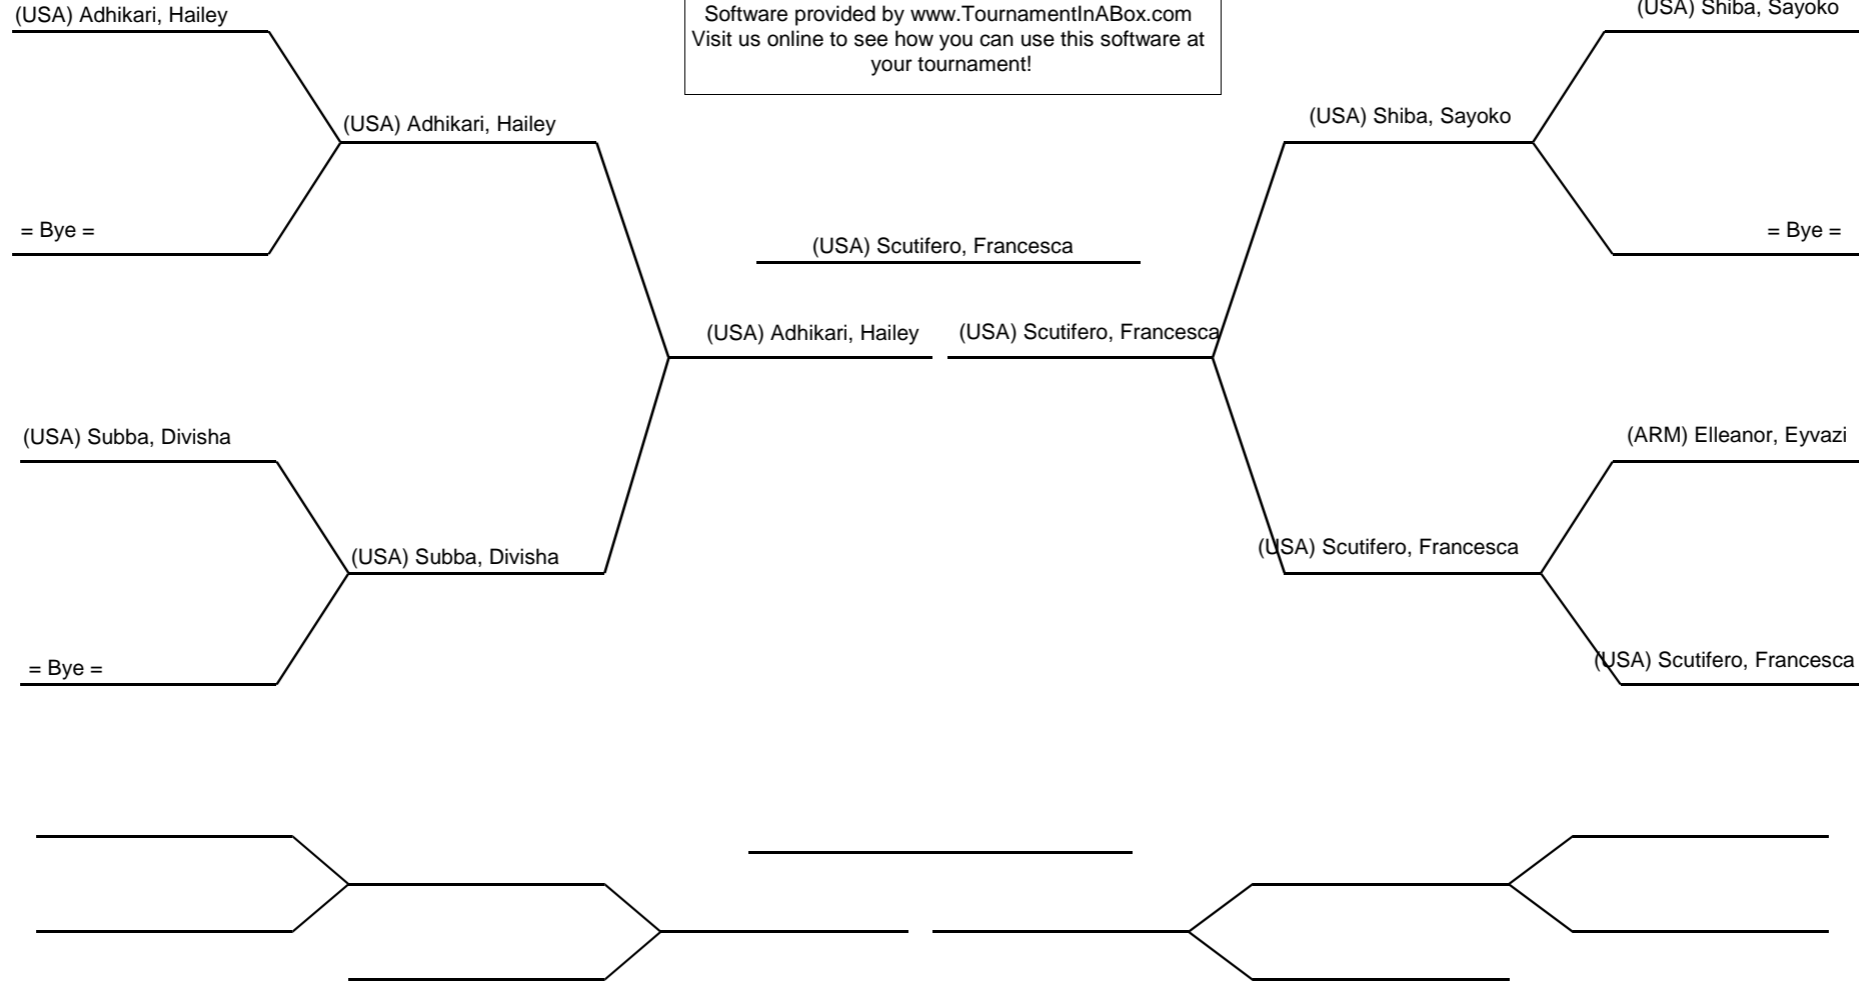 (USA) Adhikari, Hailey
Software provided by www.TournamentInABox.com
Visit us online to see how you can use this software at
your tournament!
(USA) Shiba, Sayoko
(USA) Adhikari, Hailey
(USA) Shiba, Sayoko
= Bye =
(USA) Scutifero, Francesca
= Bye =
(USA) Adhikari, Hailey
(USA) Scutifero, Francesca
(USA) Subba, Divisha
(ARM) Elleanor, Eyvazi
(USA) Subba, Divisha
(USA) Scutifero, Francesca
= Bye =
(USA) Scutifero, Francesca